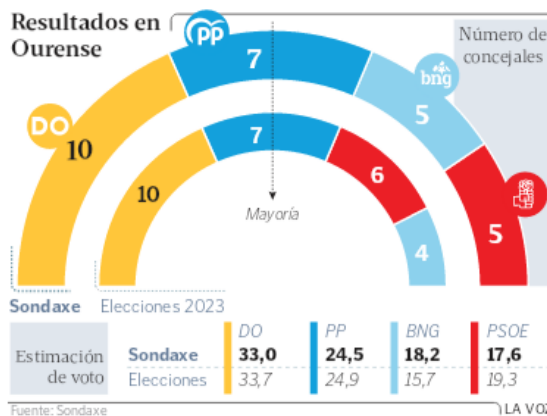 Resultados en
Ourense
Número de
concejales
PP
7
bng
DO
10
5
7
6
10
5
Mayoría
4
Sondaxe Elecciones 2023
DO PP BNG PSOE
Estimación
de voto
Sondaxe 33,0 24,5 18,2 17,6
Elecciones 33,7 24,9 15,7 19,3
Fuente: Sondaxe
LA VOZ